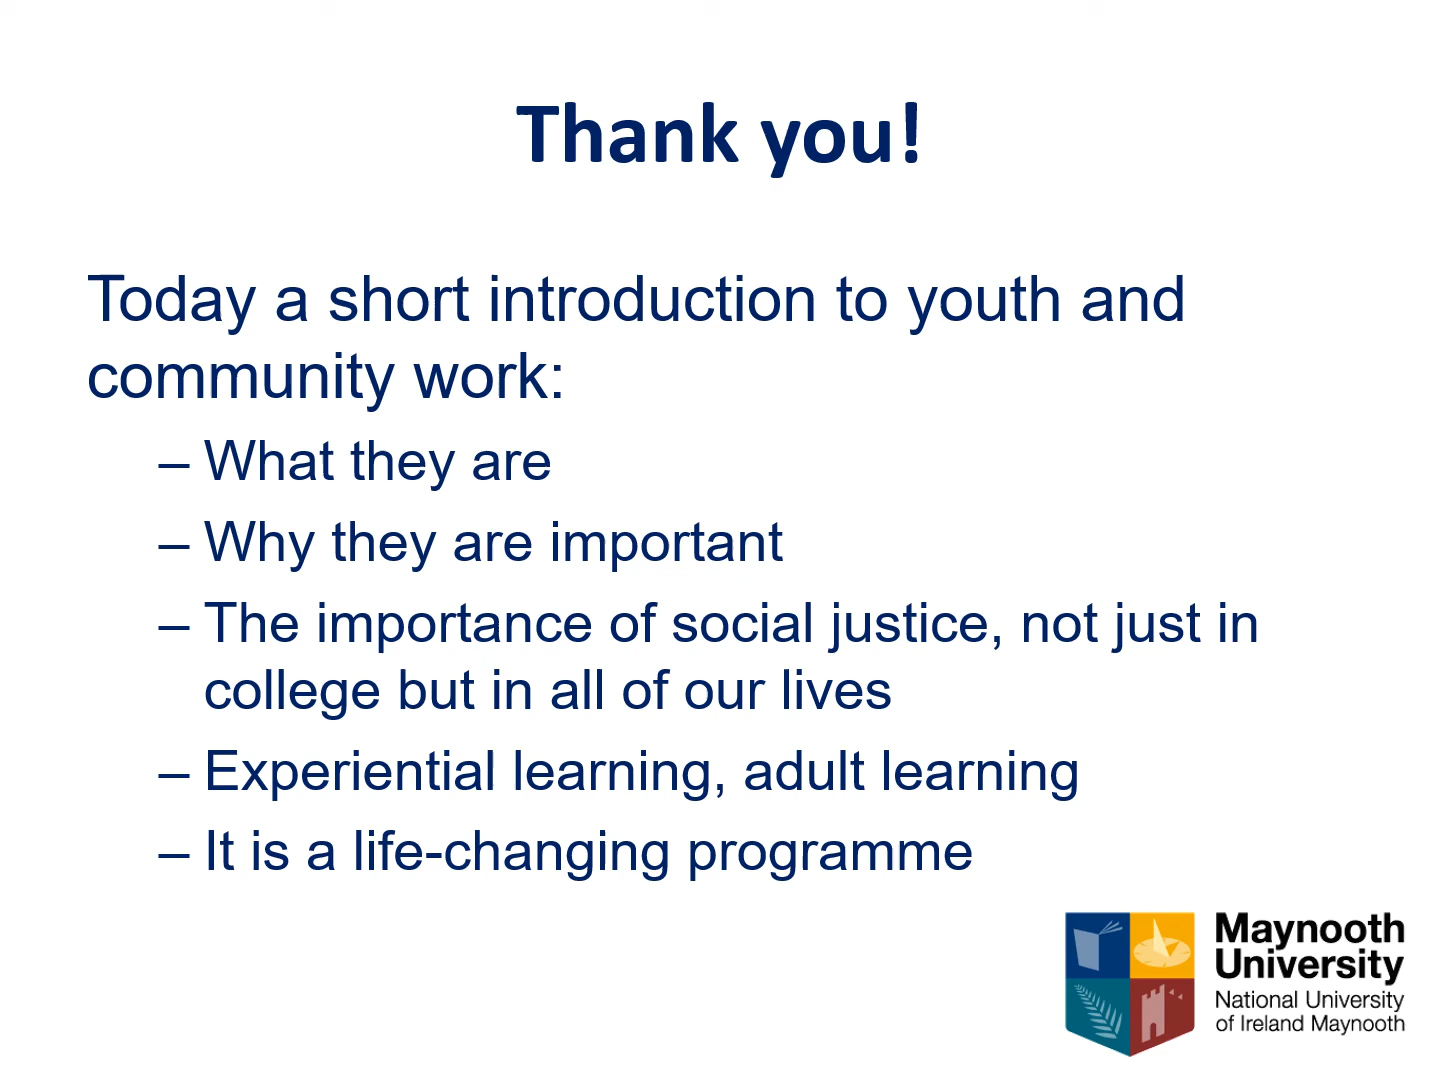 Thank you!
Today a short introduction to youth and
community work:
– What they are
– Why they are important
– The importance of social justice, not just in
college but in all of our lives
– Experiential learning, adult learning
– It is a life-changing programme
Maynooth
University
National University
of Ireland Maynooth